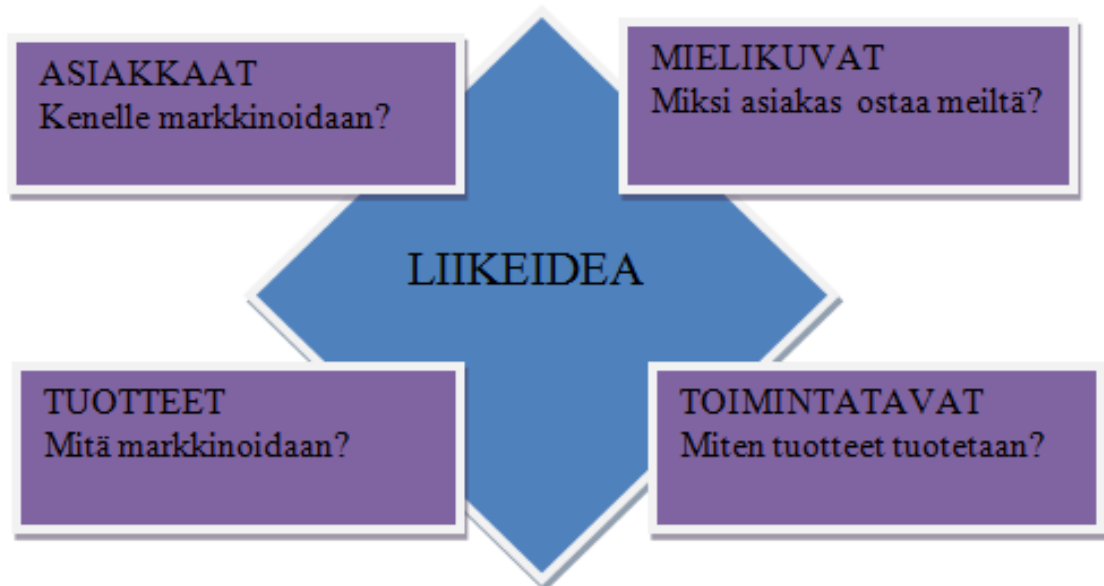 ASIAKKAAT
Kenelle markkinoidaan?
MIELIKUVAT
Miksi asiakas ostaa meiltä?
LIIKEIDEA
TUOTTEET
Mitä markkinoidaan?
TOIMINTATAVAT
Miten tuotteet tuotetaan?